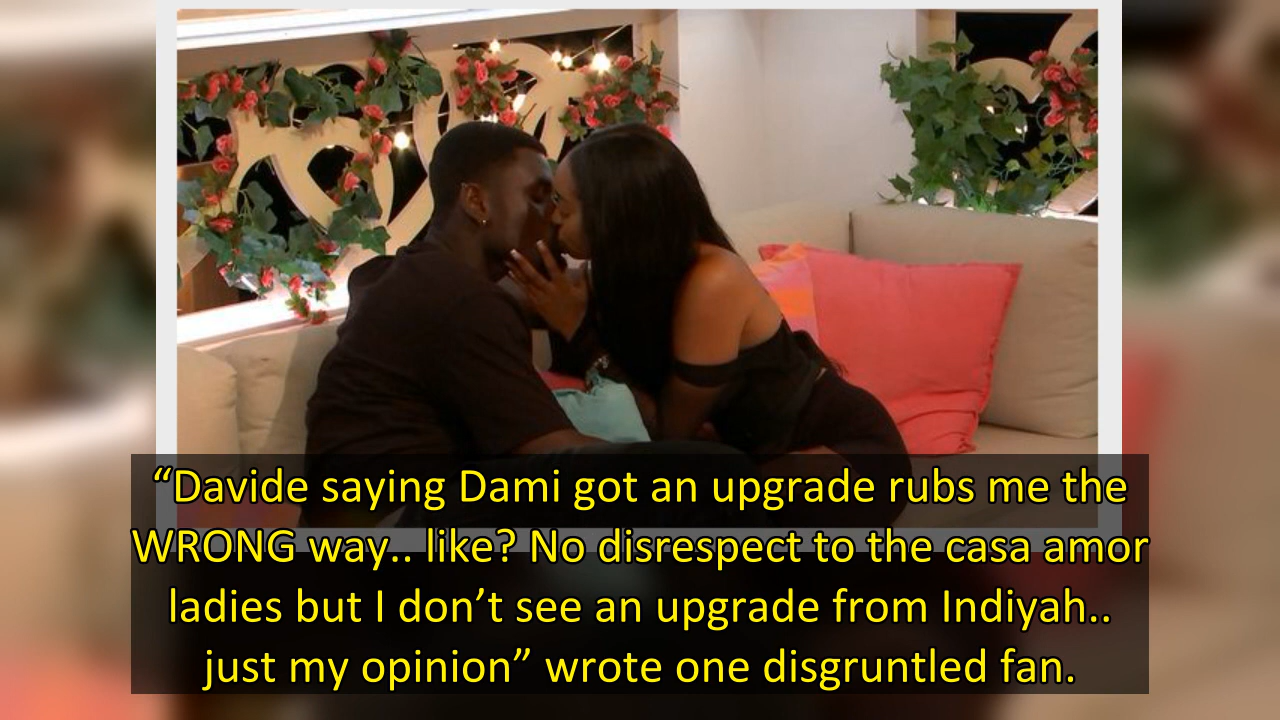 “Davide saying Dami got an upgrade rubs me the
WRONG way.. like? No disrespect to the casa amor
ladies but I don’t see an upgrade from Indiyah..
just my opinion” wrote one disgruntled fan.